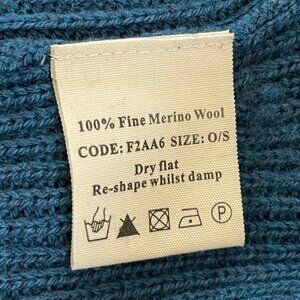 100% Fine Merino Wool
CODE: F2AA6 SIZE: O/S
Dry flat
Re-shape whilst damp
P